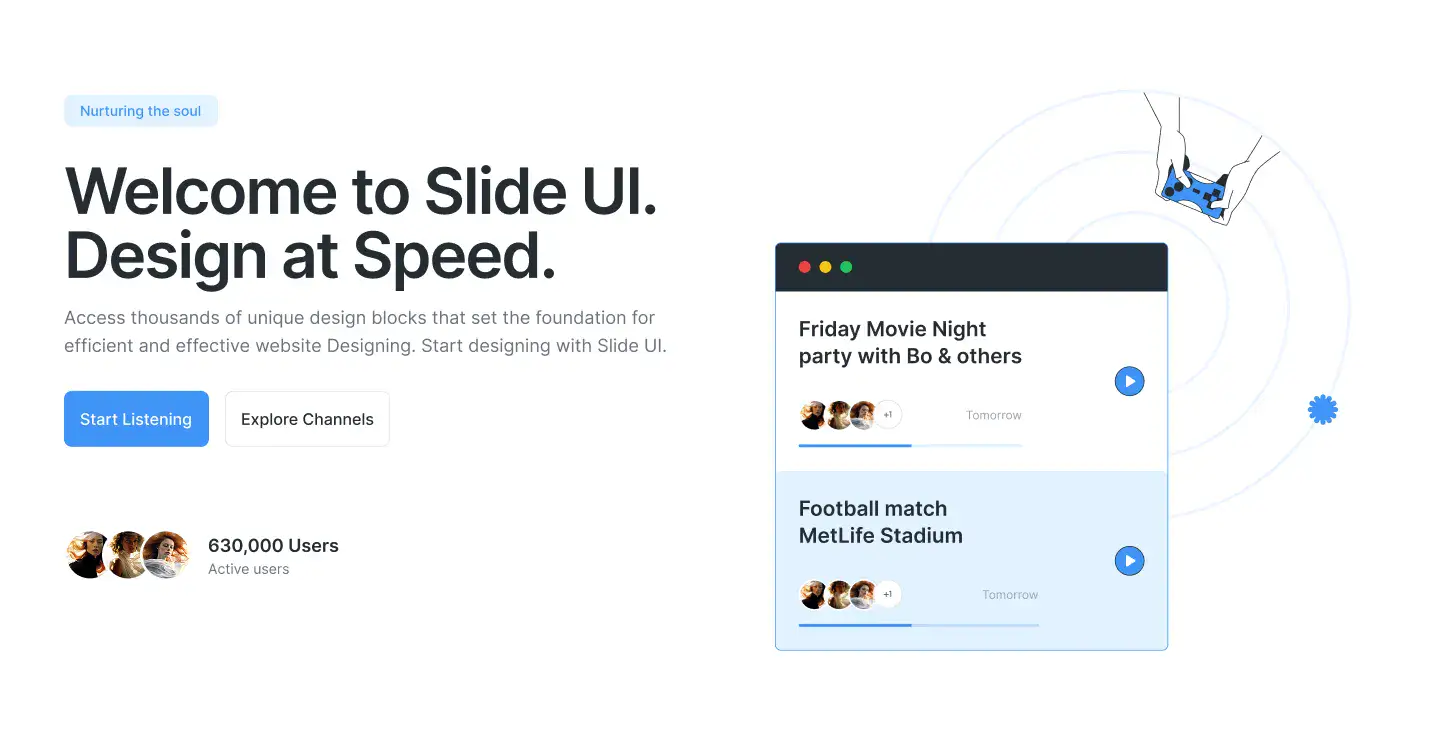 Nurturing the soul
Welcome to Slide UI.
Design at Speed.
Access thousands of unique design blocks that set the foundation for
efficient and effective website Designing. Start designing with Slide UI.
Start Listening
Explore Channels
630,000 Users
Active users
Friday Movie Night
party with Bo & others
+1
Tomorrow
Football match
MetLife Stadium
+1
Tomorrow